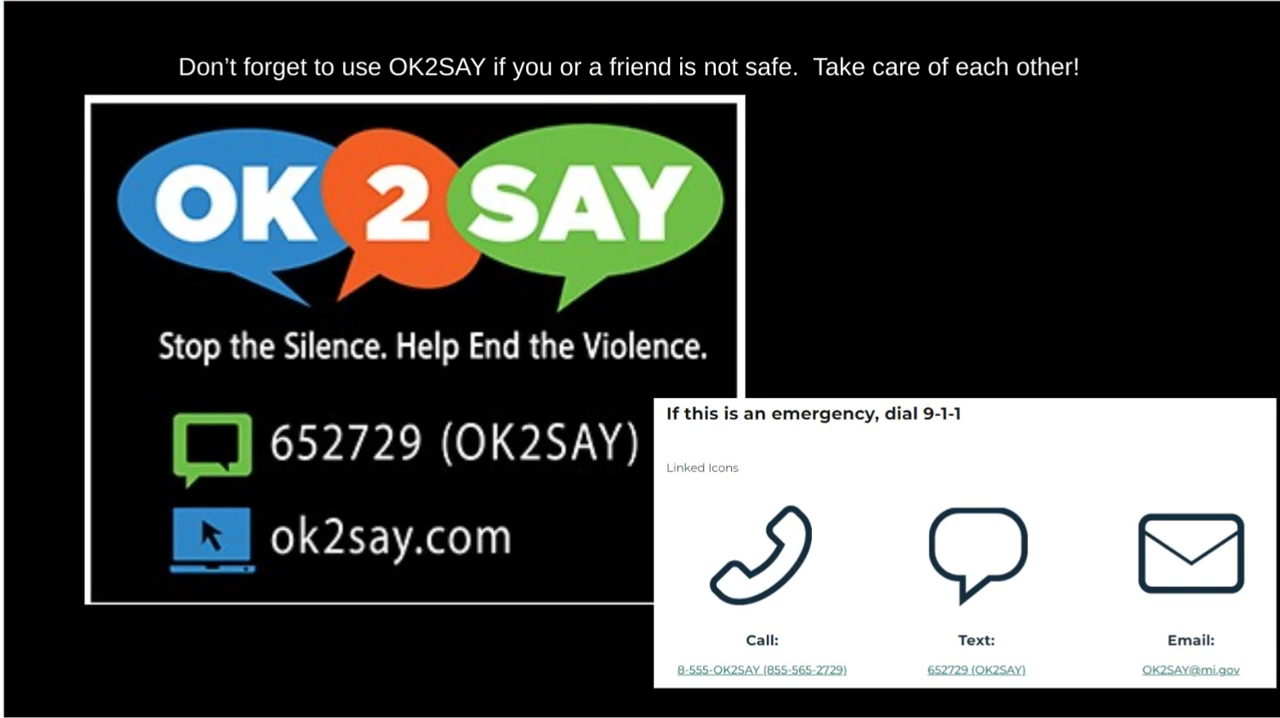 Don’t forget to use OK2SAY if you or a friend is not safe.  Take care of each other!
OK 2 SAY
Stop the Silence. Help End the Violence.
652729 (OK2SAY)
ok2say.com
If this is an emergency, dial 9-1-1
Linked Icons
Call:
8-555-OK2SAY (855-565-2729)
Text:
652729 (OK2SAY)
Email:
OK2SAY@mi.gov